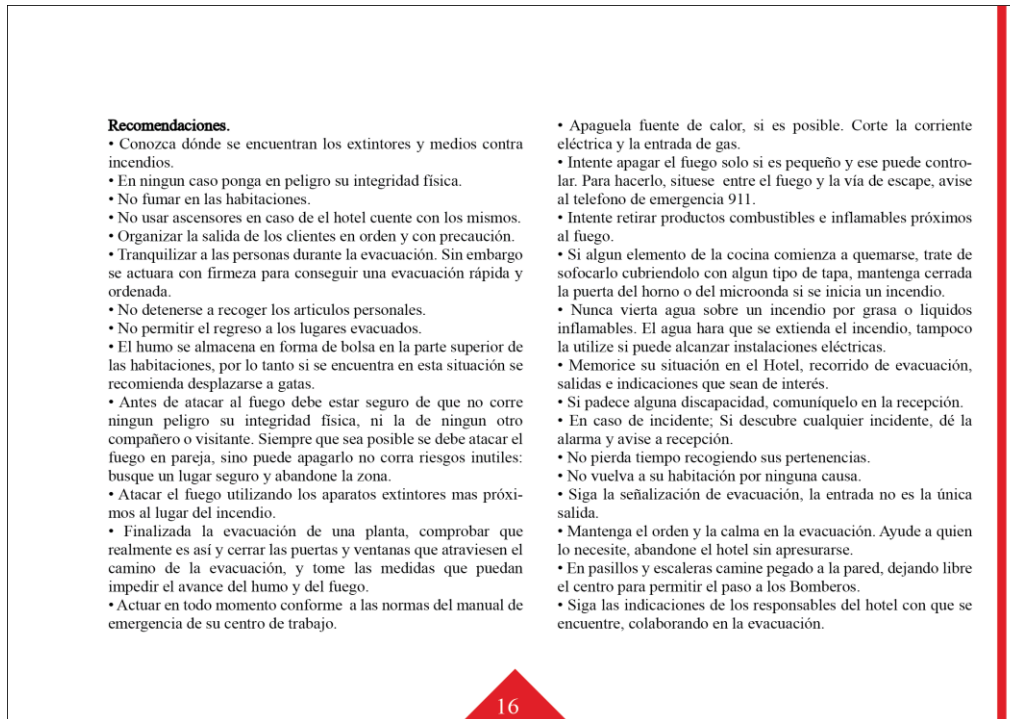 Recomendaciones.
• Conozca dónde se encuentran los extintores y medios contra
incendios.
• En ningun caso ponga en peligro su integridad física.
• No fumar en las habitaciones.
• No usar ascensores en caso de el hotel cuente con los mismos.
• Organizar la salida de los clientes en orden y con precaución.
• Tranquilizar a las personas durante la evacuación. Sin embargo
se actuara con firmeza para conseguir una evacuación rápida y
ordenada.
• No detenerse a recoger los articulos personales.
• No permitir el regreso a los lugares evacuados.
• El humo se almacena en forma de bolsa en la parte superior de
las habitaciones, por lo tanto si se encuentra en esta situación se
recomienda desplazarse a gatas.
• Antes de atacar al fuego debe estar seguro de que no corre
ningun peligro su integridad física, ni la de ningun otro
compañero o visitante. Siempre que sea posible se debe atacar el
fuego en pareja, sino puede apagarlo no corra riesgos inutiles:
busque un lugar seguro y abandone la zona.
• Atacar el fuego utilizando los aparatos extintores mas próxi-
mos al lugar del incendio.
• Finalizada la evacuación de una planta, comprobar que
realmente es así y cerrar las puertas y ventanas que atraviesen el
camino de la evacuación, y tome las medidas que puedan
impedir el avance del humo y del fuego.
• Actuar en todo momento conforme a las normas del manual de
emergencia de su centro de trabajo.
• Apaguela fuente de calor, si es posible. Corte la corriente
eléctrica y la entrada de gas.
• Intente apagar el fuego solo si es pequeño y ese puede contro-
lar. Para hacerlo, situese entre el fuego y la vía de escape, avise
al telefono de emergencia 911.
• Intente retirar productos combustibles e inflamables próximos
al fuego.
• Si algun elemento de la cocina comienza a quemarse, trate de
sofocarlo cubriendolo con algun tipo de tapa, mantenga cerrada
la puerta del horno o del microonda si se inicia un incendio.
• Nunca vierta agua sobre un incendio por grasa o liquidos
inflamables. El agua hara que se extienda el incendio, tampoco
la utilize si puede alcanzar instalaciones eléctricas.
• Memorice su situación en el Hotel, recorrido de evacuación,
salidas e indicaciones que sean de interés.
• Si padece alguna discapacidad, comuníquelo en la recepción.
• En caso de incidente; Si descubre cualquier incidente, dé la
alarma y avise a recepción.
• No pierda tiempo recogiendo sus pertenencias.
• No vuelva a su habitación por ninguna causa.
• Siga la señalización de evacuación, la entrada no es la única
salida.
• Mantenga el orden y la calma en la evacuación. Ayude a quien
lo necesite, abandone el hotel sin apresurarse.
• En pasillos y escaleras camine pegado a la pared, dejando libre
el centro para permitir el paso a los Bomberos.
• Siga las indicaciones de los responsables del hotel con que se
encuentre, colaborando en la evacuación.
16